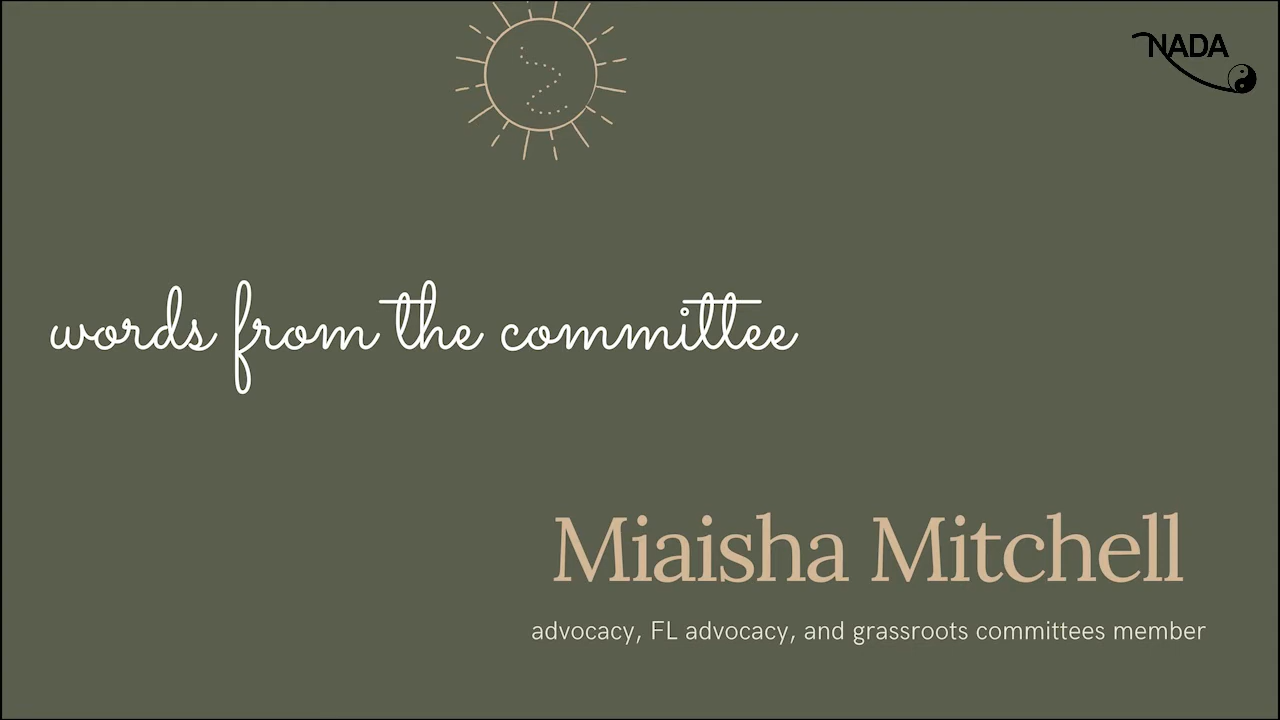 NADA
words from the committee
Miaisha Mitchell
advocacy, FL advocacy, and grassroots committees member